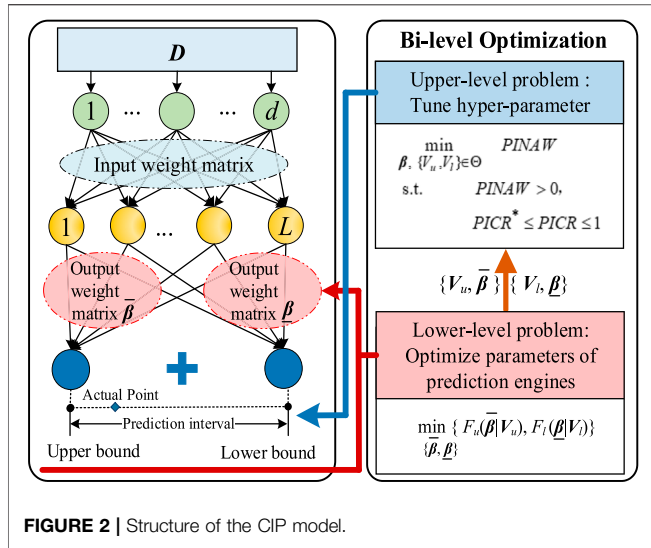 D
1 ... ... d
Input weight matrix
1 ... L
Output
weight
matrix β̅
Output
weight
matrix β̲
+
Actual Point
Prediction interval
Upper bound Lower bound
Bi-level Optimization
Upper-level problem :
Tune hyper-parameter
min PINAW
β, {Vu,Vl}∈Θ
s.t. PINAW > 0,
PICR* ≤ PICR ≤ 1
{Vu, β̅ } { Vl, β̲}
Lower-level problem:
Optimize parameters of
prediction engines
min { Fu(β̅|Vu), Fl(β̲|Vl)}
{β̅, β̲}
FIGURE 2 | Structure of the CIP model.